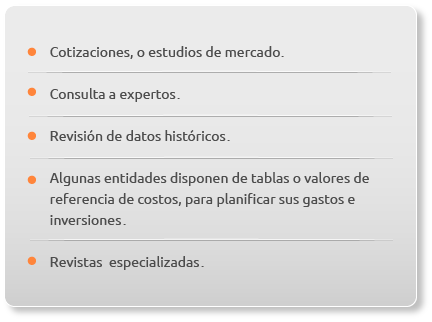 Cotizaciones, o estudios de mercado.
Consulta a expertos.
Revisión de datos históricos.
Algunas entidades disponen de tablas o valores de
referencia de costos, para planificar sus gastos e
inversiones.
Revistas especializadas.